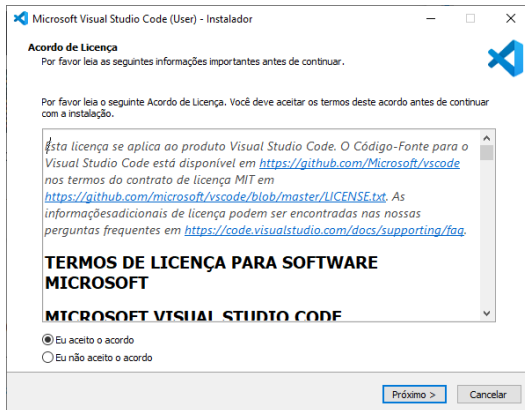 Microsoft Visual Studio Code (User) - Instalador
Acordo de Licença
Por favor leia as seguintes informações importantes antes de continuar.
Por favor leia o seguinte Acordo de Licença. Você deve aceitar os termos deste acordo antes de continuar
com a instalação.
Esta licença se aplica ao produto Visual Studio Code. O Código-Fonte para o
Visual Studio Code está disponível em https://github.com/Microsoft/vscode
nos termos do contrato de licença MIT em
https://github.com/microsoft/vscode/blob/master/LICENSE.txt. As
informaçõesadicionais de licença podem ser encontradas nas nossas
perguntas frequentes em https://code.visualstudio.com/docs/supporting/faq.
TERMOS DE LICENÇA PARA SOFTWARE
MICROSOFT
MICROSOFT VISUAL STUDIO CODE
Eu aceito o acordo
Eu não aceito o acordo
Próximo >
Cancelar